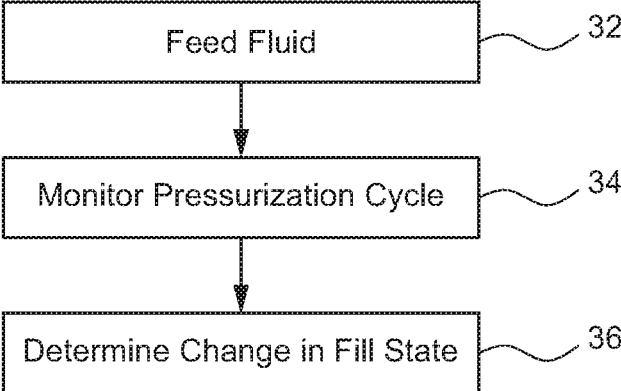 Feed Fluid
32
Monitor Pressurization Cycle
34
Determine Change in Fill State
36